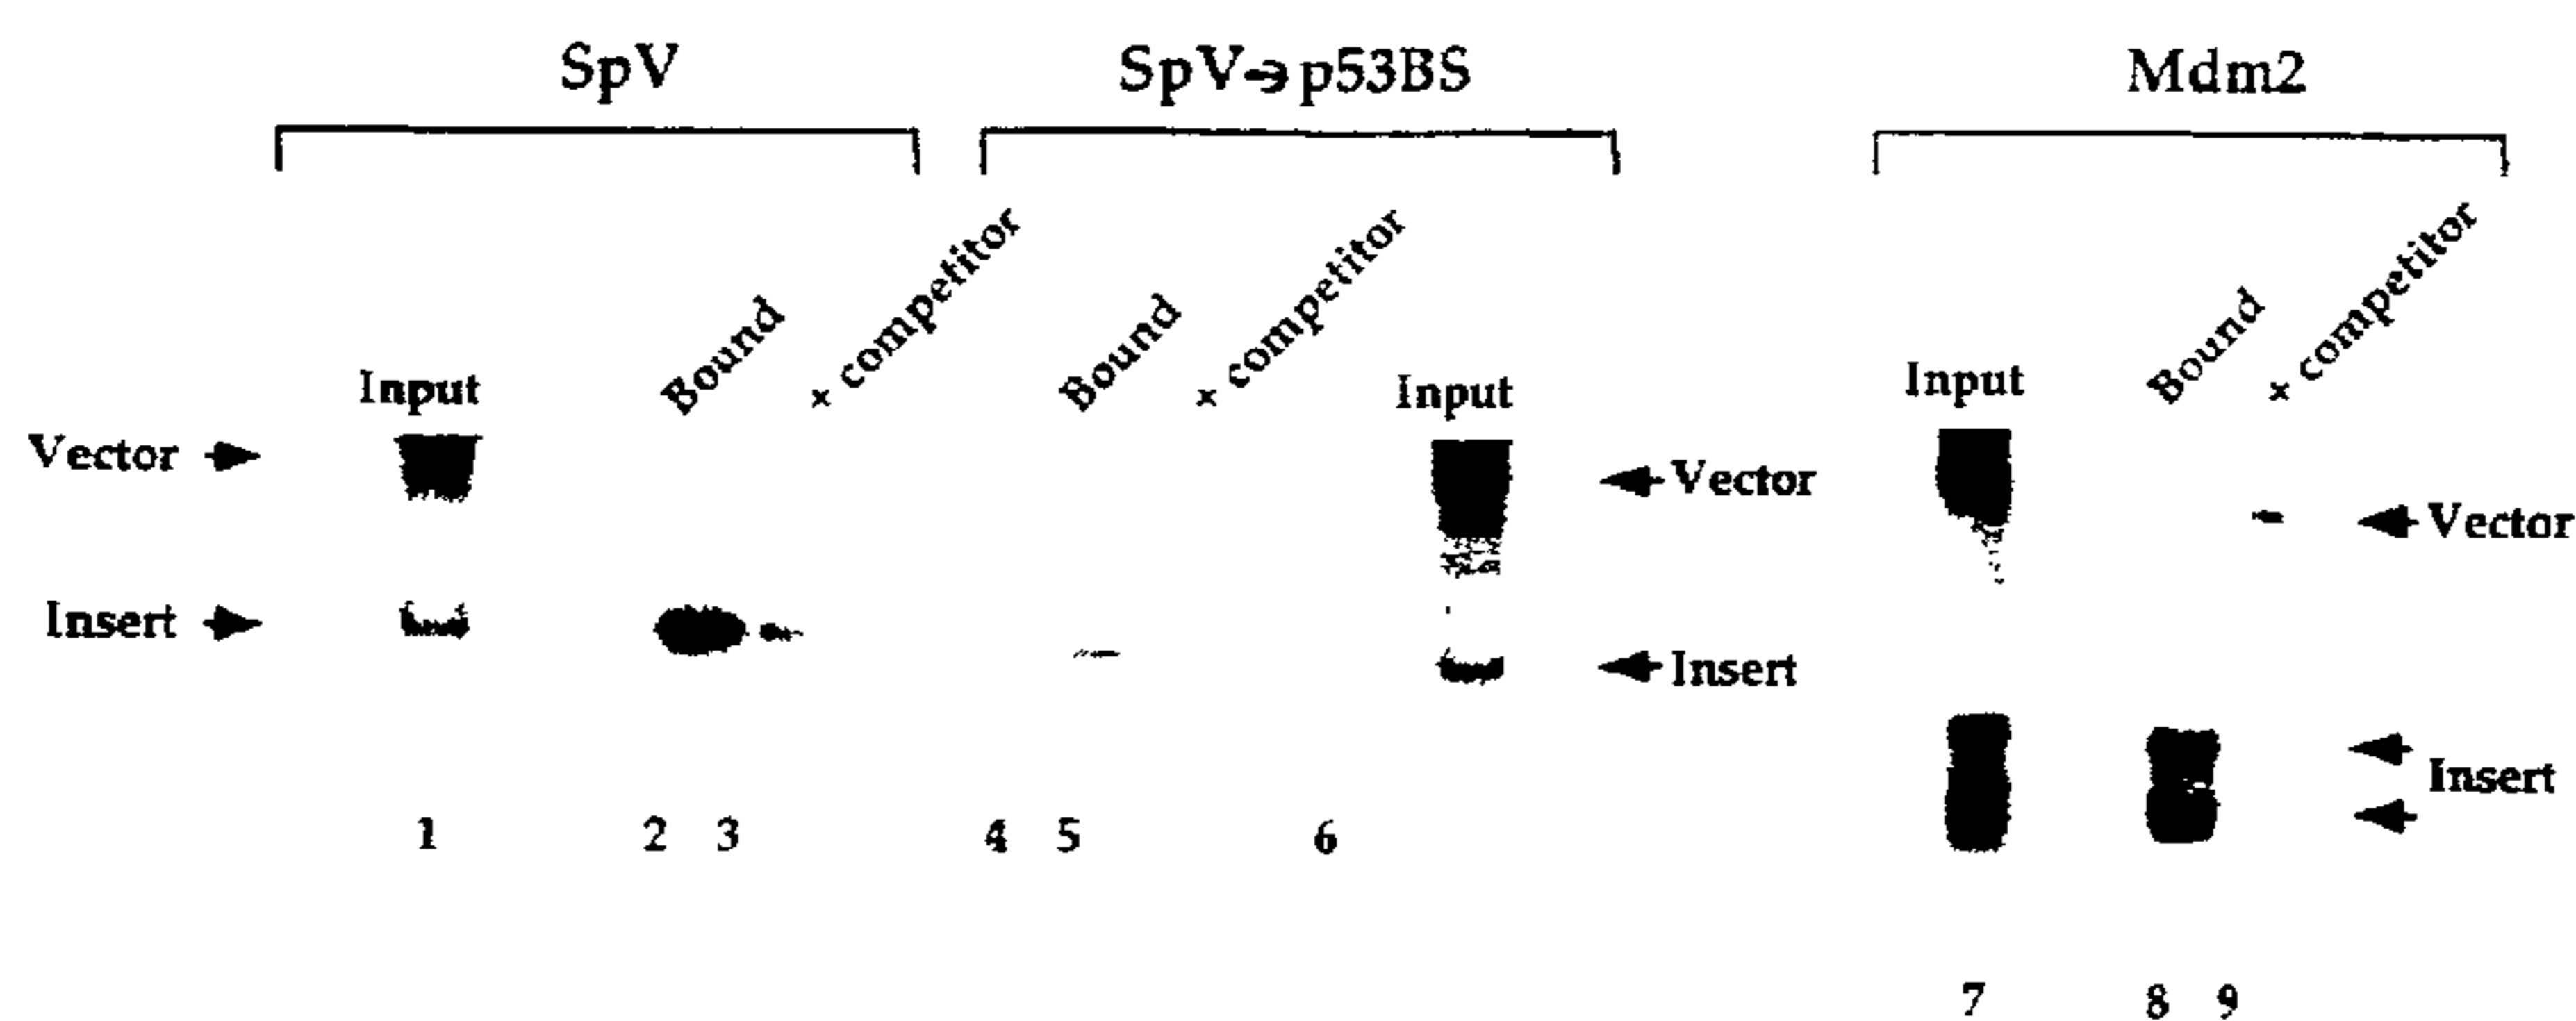 SpV SpV→p53BS Mdm2
Bound + competitor Bound + competitor Bound + competitor
Input Input Input
Vector Vector Vector
Insert Insert Insert
1 2 3 4 5 6
7 8 9